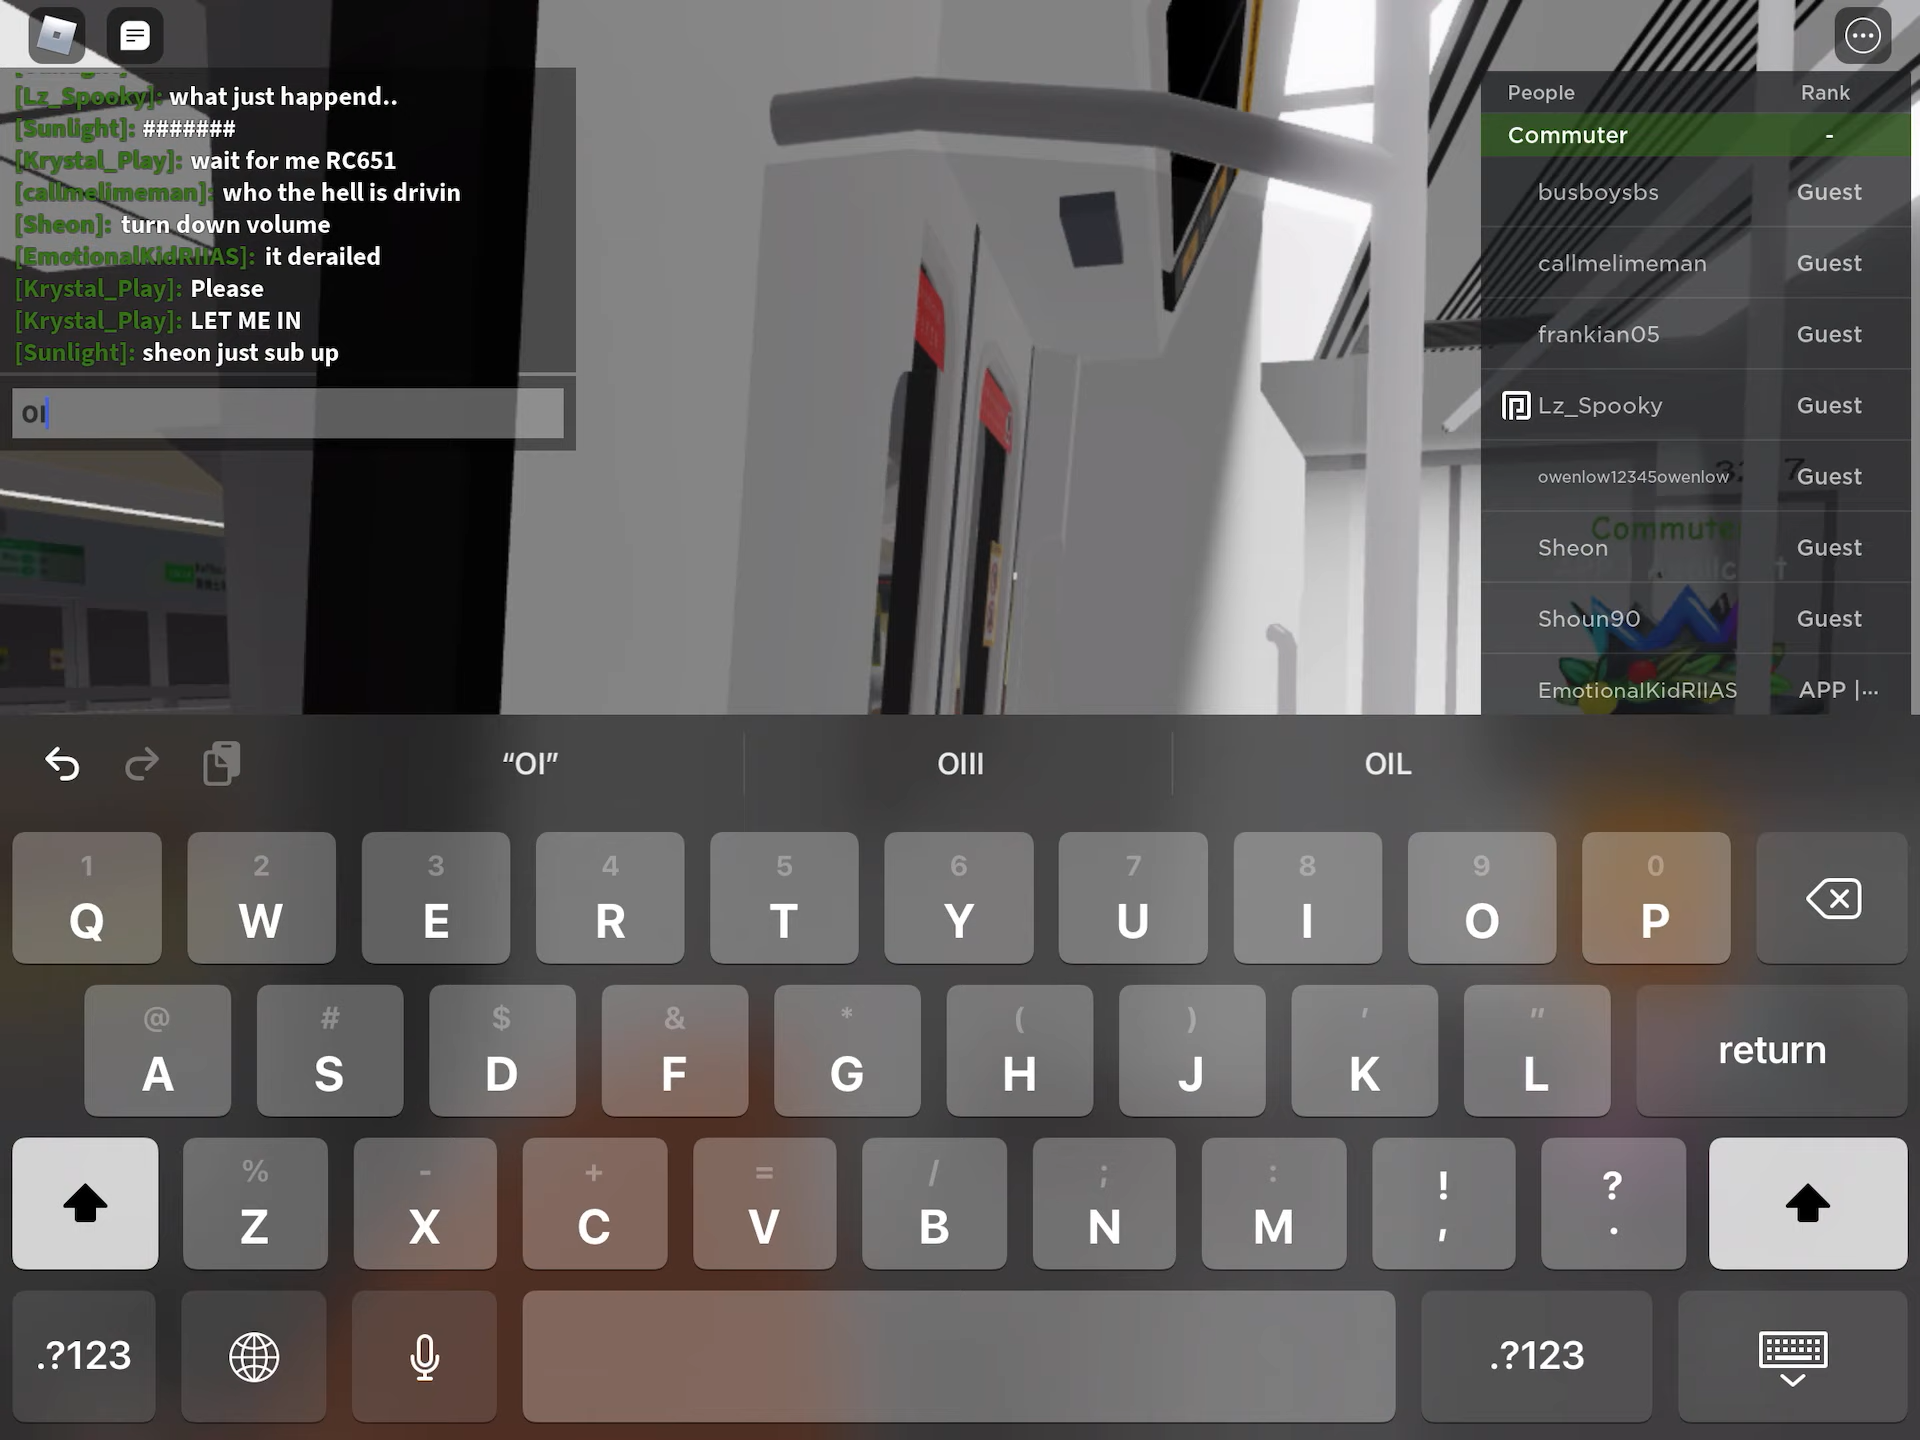 [Lz_Spooky]: what just happend..
[Sunlight]: #######
[Krystal_Play]: wait for me RC651
[callmelimeman]: who the hell is drivin
[Sheon]: turn down volume
[EmotionalKidRIIAS]: it derailed
[Krystal_Play]: Please
[Krystal_Play]: LET ME IN
[Sunlight]: sheon just sub up
OI
People Rank
Commuter -
busboysbs Guest
callmelimeman Guest
frankian05 Guest
Lz_Spooky Guest
owenlow12345owenlow Guest
Commute
Sheon Guest
Shoun90 Guest
EmotionalKidRIIAS APP |...
“OI” OIII OIL
1 2 3 4 5 6 7 8 9 0
Q W E R T Y U I O P
@ # $ & * ( ) ' "
A S D F G H J K L return
% - + = / ; : ! ?
Z X C V B N M , .
.?123 .?123